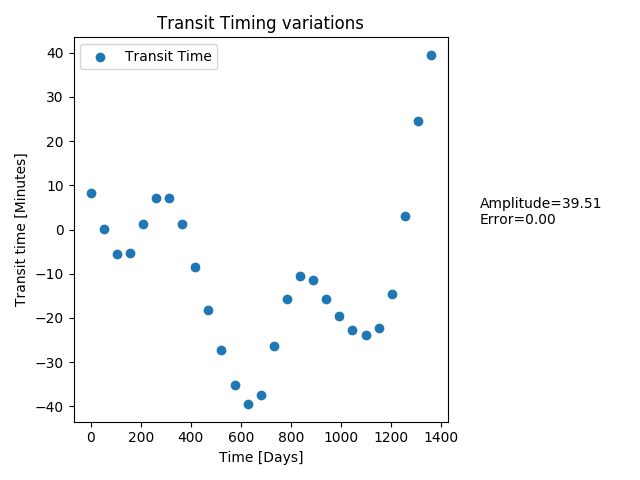 Transit Timing variations
Transit Time
40
30
20
10
0
−10
−20
−30
−40
Transit time [Minutes]
0 200 400 600 800 1000 1200 1400
Time [Days]
Amplitude=39.51
Error=0.00